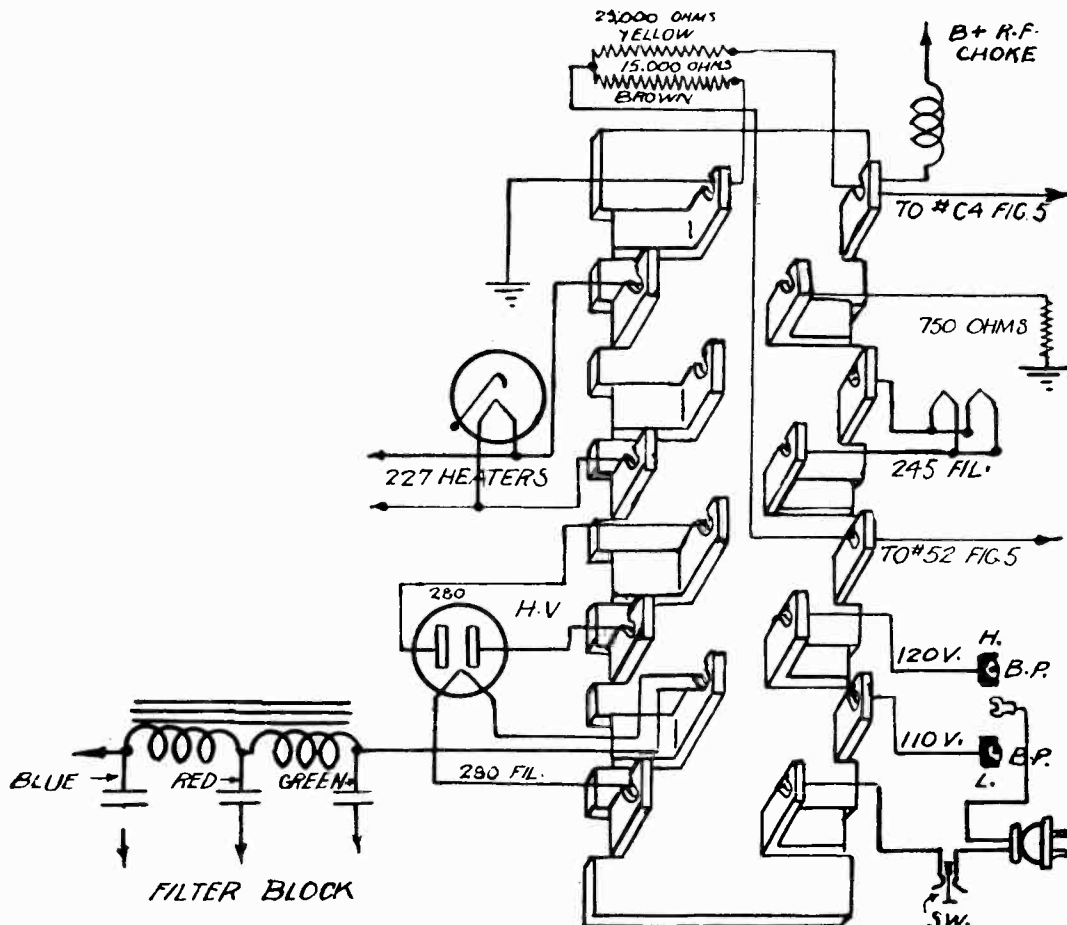 25,000 OHMS
YELLOW
15.000 OHMS
BROWN
B+ R.F.
CHOKE
TO #C4 FIG.5
750 OHMS
227 HEATERS
245 FIL.
TO #52 FIG.5
280
H.V
120V.
H.
B.P.
110V.
B.P.
L.
280 FIL.
BLUE
RED
GREEN
FILTER BLOCK
SW.